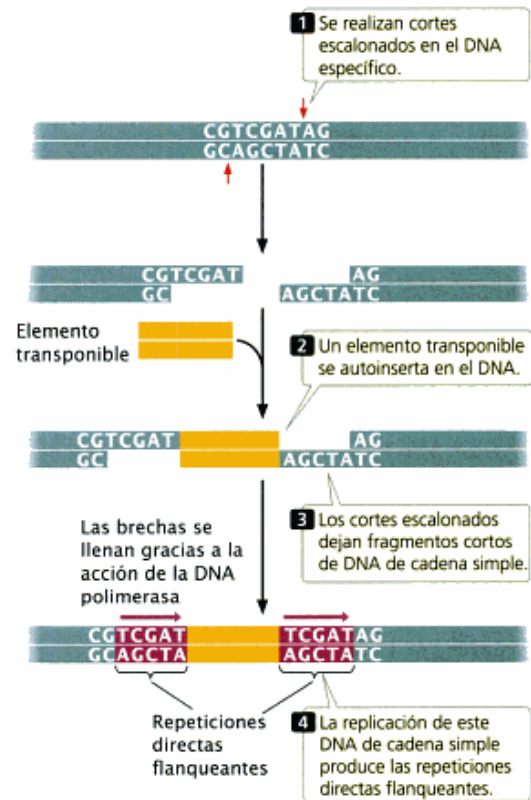 1 Se realizan cortes
escalonados en el DNA
específico.
CGTCGATAG
GCAGCTATC
CGTCGAT AG
GC AGCTATC
Elemento
transponible
2 Un elemento transponible
se autoinserta en el DNA.
CGTCGAT AG
GC AGCTATC
3 Los cortes escalonados
dejan fragmentos cortos
de DNA de cadena simple.
Las brechas se
llenan gracias a la
acción de la DNA
polimerasa
CGTCGAT TCGATAG
GCAGCTA AGCTATC
Repeticiones
directas
flanqueantes
4 La replicación de este
DNA de cadena simple
produce las repeticiones
directas flanqueantes.